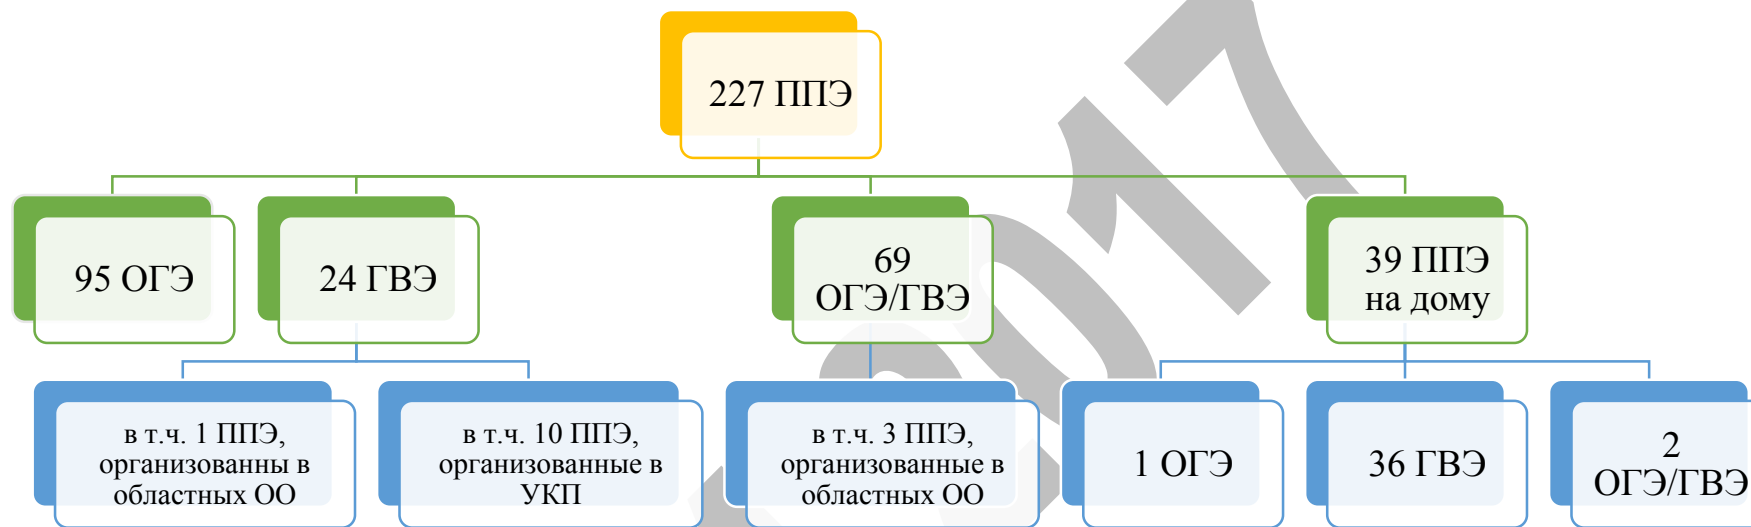 227 ППЭ
95 ОГЭ
24 ГВЭ
69
ОГЭ/ГВЭ
39 ППЭ
на дому
в т.ч. 1 ППЭ,
организованны в
областных ОО
в т.ч. 10 ППЭ,
организованные в
УКП
в т.ч. 3 ППЭ,
организованные в
областных ОО
1 ОГЭ
36 ГВЭ
2
ОГЭ/ГВЭ